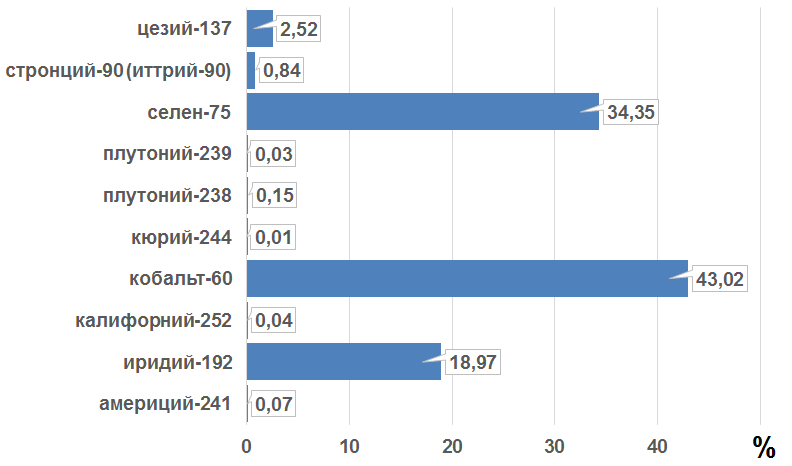 цезий-137 2,52
стронций-90 (иттрий-90) 0,84
селен-75 34,35
плутоний-239 0,03
плутоний-238 0,15
кюрий-244 0,01
кобальт-60 43,02
калифорний-252 0,04
иридий-192 18,97
америций-241 0,07
0 10 20 30 40 %